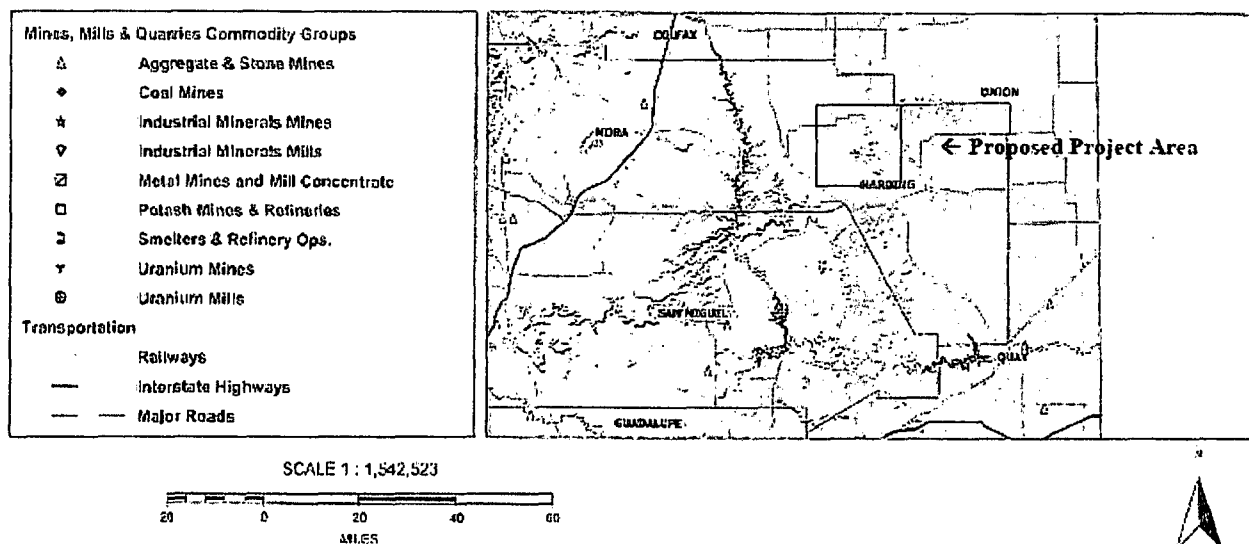 Mines, Mills & Quarries Commodity Groups
Aggregate & Stone Mines
Coal Mines
Industrial Minerals Mines
Industrial Minerals Mills
Metal Mines and Mill Concentrate
Potash Mines & Refineries
Smelters & Refinery Ops.
Uranium Mines
Uranium Mills
Transportation
Railways
Interstate Highways
Major Roads
COLFAX
UNION
MORA
← Proposed Project Area
HARDING
SAN MIGUEL
QUAY
GUADALUPE
SCALE 1 : 1,542,523
20 0 20 40 60
MILES
N